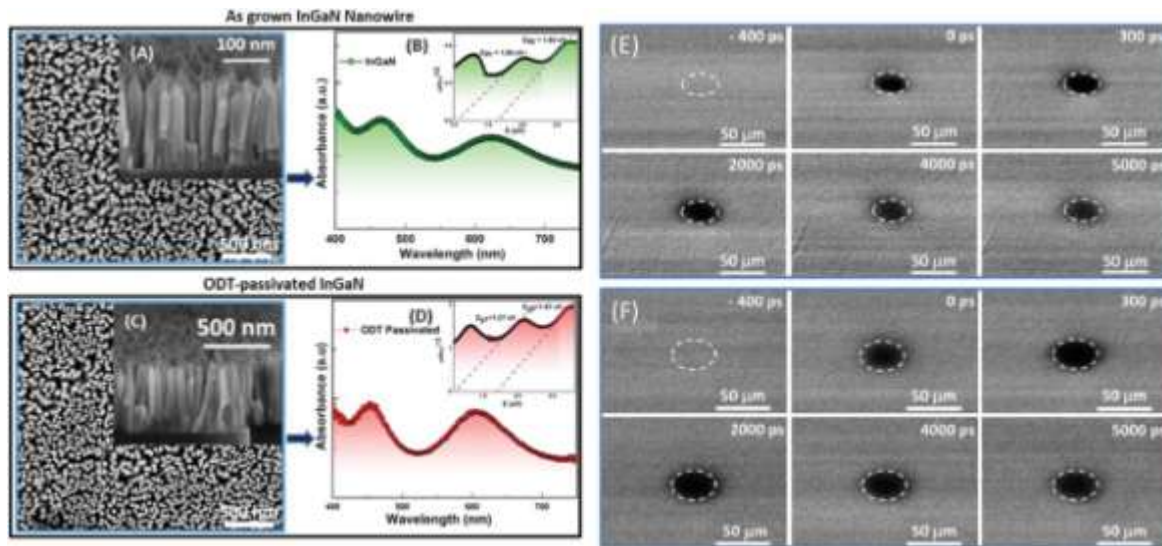 As grown InGaN Nanowire
(A)
100 nm
500 nm
(B)
InGaN
Absorbance (a.u.)
400 500 600 700
Wavelength (nm)
ODT-passivated InGaN
(C)
500 nm
500 nm
(D)
ODT Passivated
Absorbance (a.u)
400 500 600 700
Wavelength (nm)
(E)
- 400 ps
0 ps
300 ps
50 µm
50 µm
50 µm
2000 ps
4000 ps
5000 ps
50 µm
50 µm
50 µm
(F)
- 400 ps
0 ps
300 ps
50 µm
50 µm
50 µm
2000 ps
4000 ps
5000 ps
50 µm
50 µm
50 µm